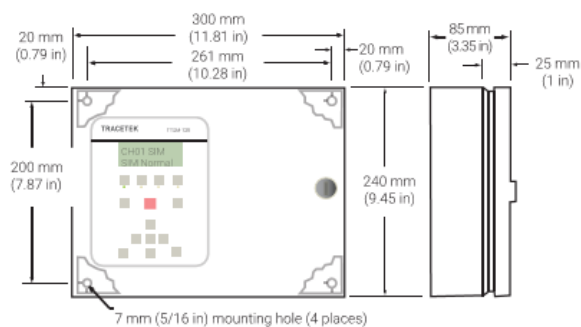 300 mm
(11.81 in)
20 mm
(0.79 in)
261 mm
(10.28 in)
20 mm
(0.79 in)
85 mm
(3.35 in)
25 mm
(1 in)
TRACETEK
CH01 SIM
SIM Normal
200 mm
(7.87 in)
240 mm
(9.45 in)
7 mm (5/16 in) mounting hole (4 places)